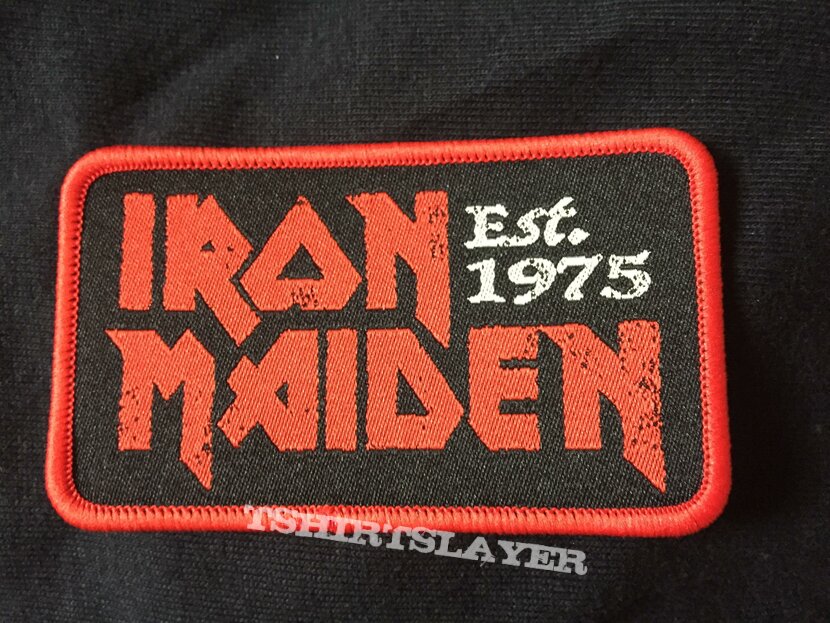 IRON
Est.
1975
MAIDEN
TSHIRTSLAYER